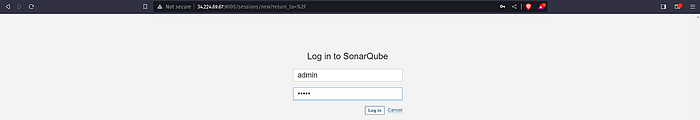 Not secure 34.224.69.67:9000/sessions/new?return_to=%2F
Log in to SonarQube
admin
•••••
Log in Cancel